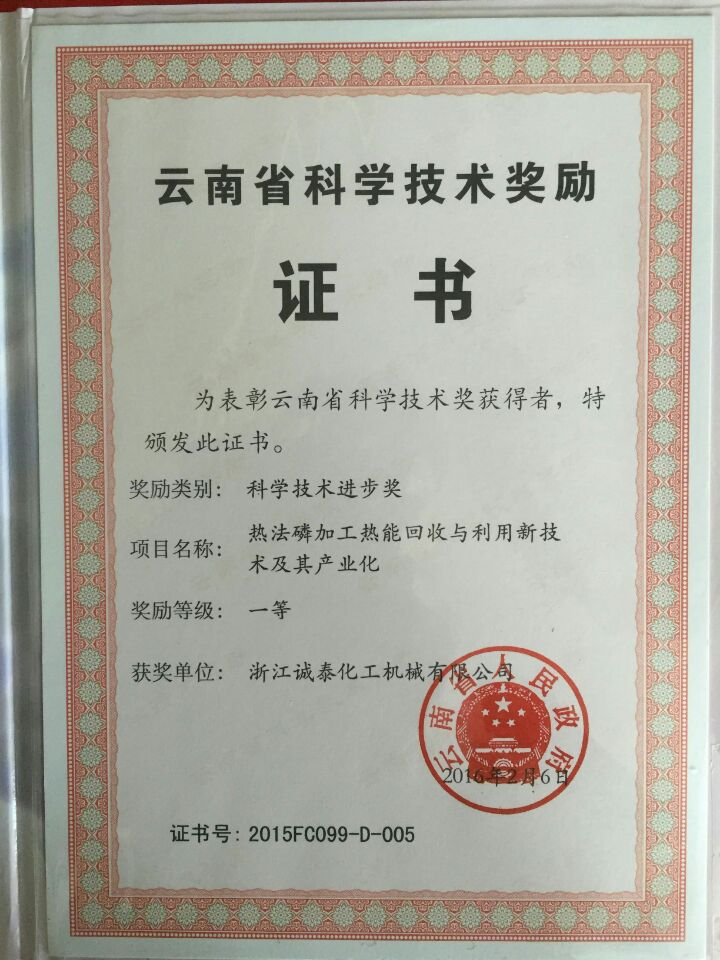 云南省科学技术奖励
证 书
为表彰云南省科学技术奖获得者，特
颁发此证书。
奖励类别： 科学技术进步奖
项目名称： 热法磷加工热能回收与利用新技
术及其产业化
奖励等级： 一等
获奖单位： 浙江诚泰化工机械有限公司
云南省人民政府
2016年2月6日
证书号：2015FC099-D-005